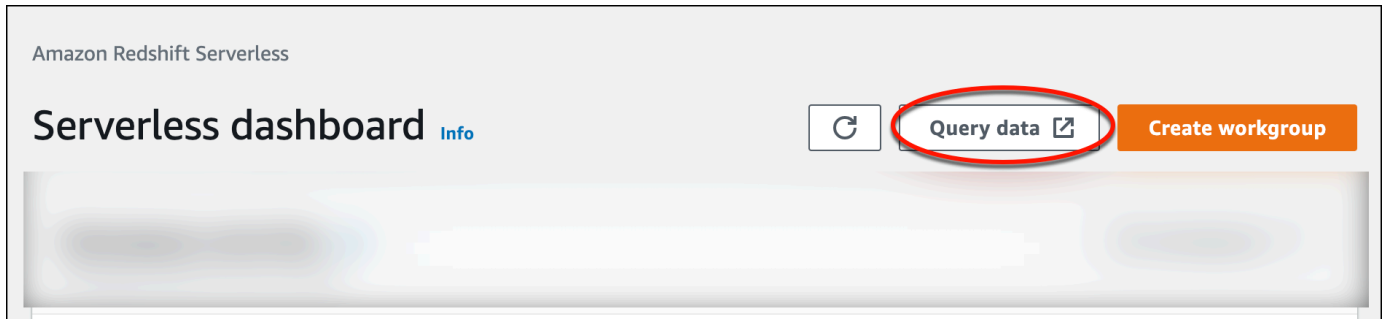 Amazon Redshift Serverless
Serverless dashboard Info
Query data
Create workgroup